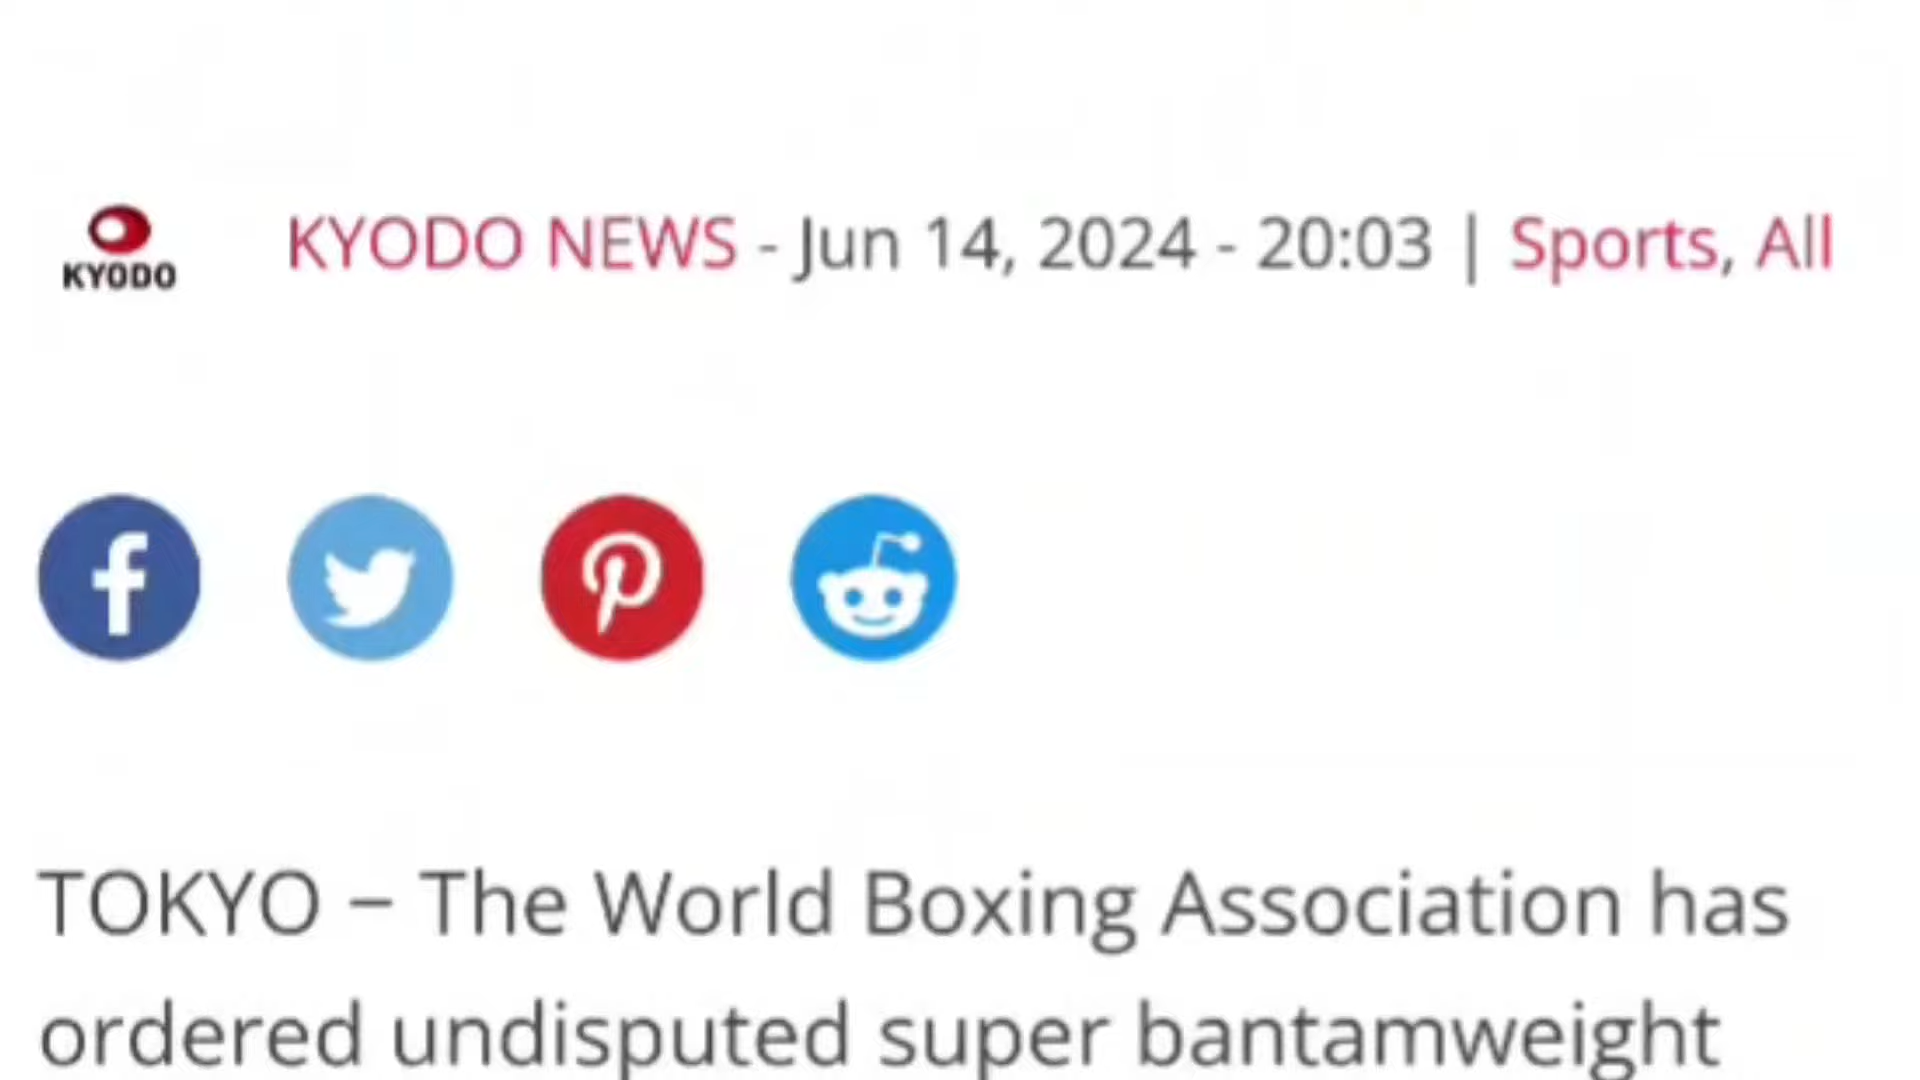 KYODO
KYODO NEWS - Jun 14, 2024 - 20:03 | Sports, All
TOKYO – The World Boxing Association has
ordered undisputed super bantamweight